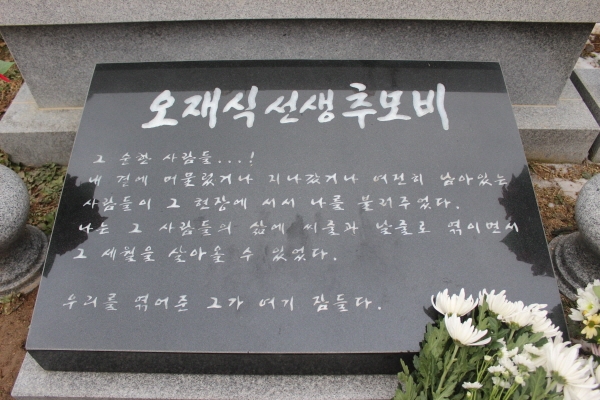 오재식 선생 추모비
그 순한 사람들...!
내 곁에 머물렀거나 지나갔거나 여전히 남아있는
사람들이 그 현장에 서서 나를 불러주었다.
나는 그 사람들의 삶에 씨줄과 날줄로 엮이면서
그 세월을 살아올 수 있었다.
우리를 엮어준 그가 여기 잠들다.